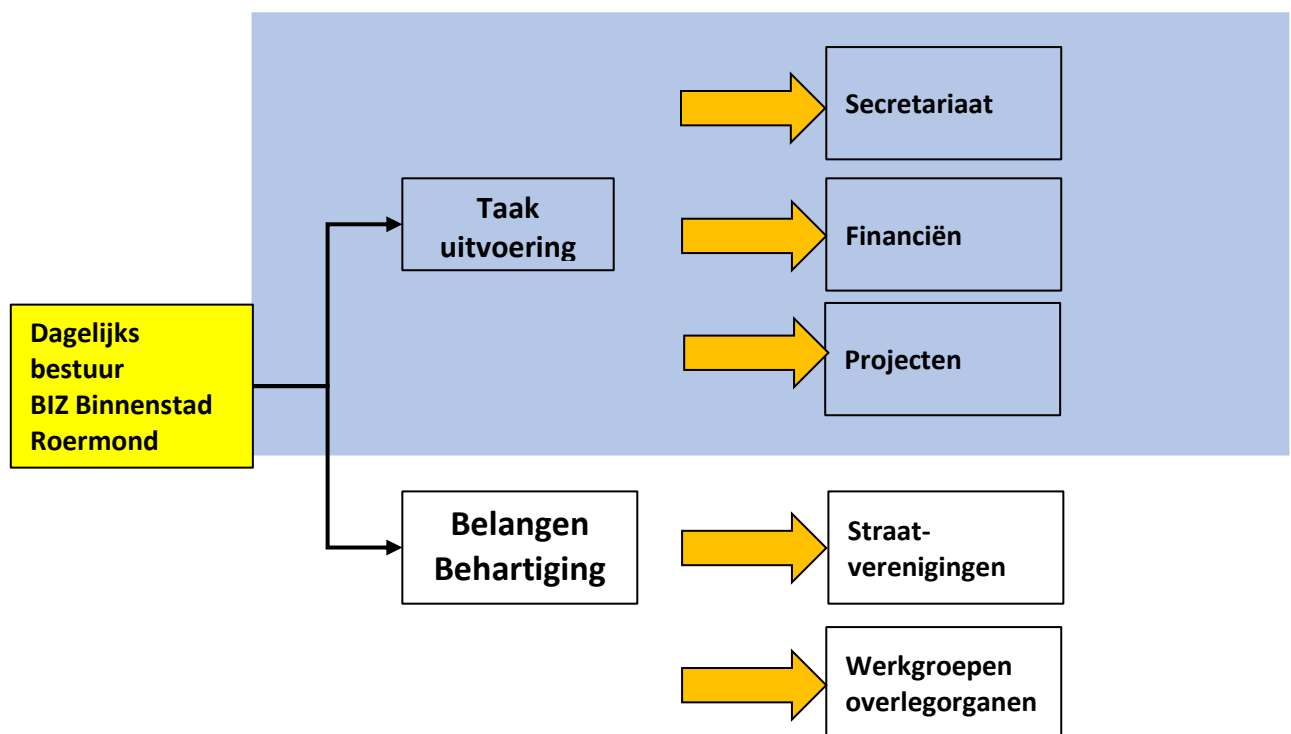 Secretariaat
Taak
uitvoering
Financiën
Dagelijks
bestuur
BIZ Binnenstad
Roermond
Projecten
Belangen
Behartiging
Straat-
verenigingen
Werkgroepen
overlegorganen